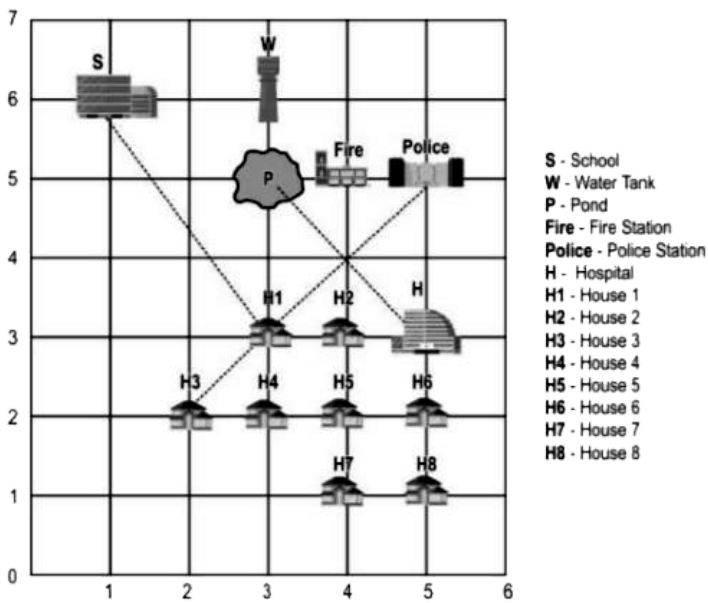 7
W
S
6
Fire
Police
5
P
4
H1
H2
H
3
H3
H4
H5
H6
2
H7
H8
1
0
1 2 3 4 5 6
S - School
W - Water Tank
P - Pond
Fire - Fire Station
Police - Police Station
H - Hospital
H1 - House 1
H2 - House 2
H3 - House 3
H4 - House 4
H5 - House 5
H6 - House 6
H7 - House 7
H8 - House 8